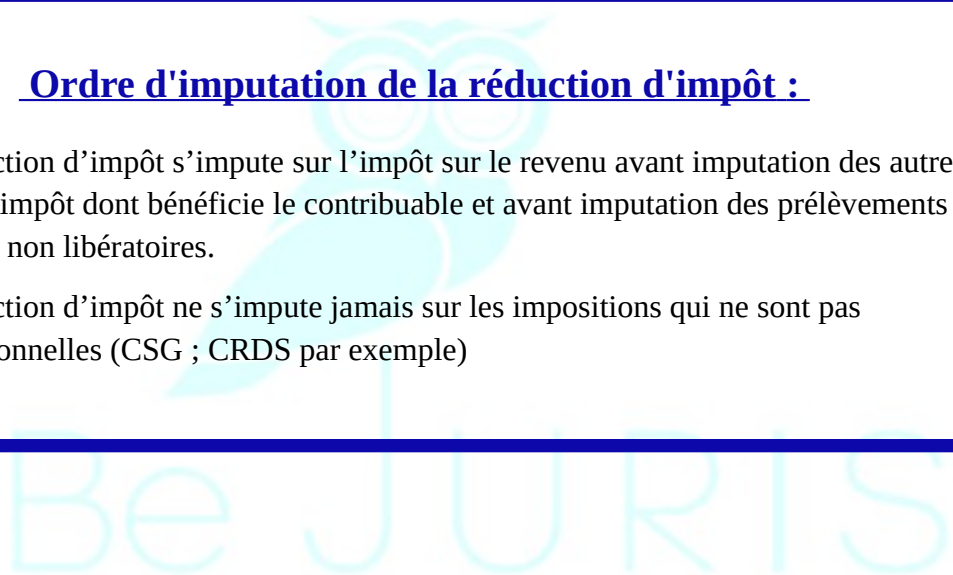 Ordre d'imputation de la réduction d'impôt :
ction d’impôt s’impute sur l’impôt sur le revenu avant imputation des autre
impôt dont bénéficie le contribuable et avant imputation des prélèvements
non libératoires.
ction d’impôt ne s’impute jamais sur les impositions qui ne sont pas
onnelles (CSG ; CRDS par exemple)
Be JURIS